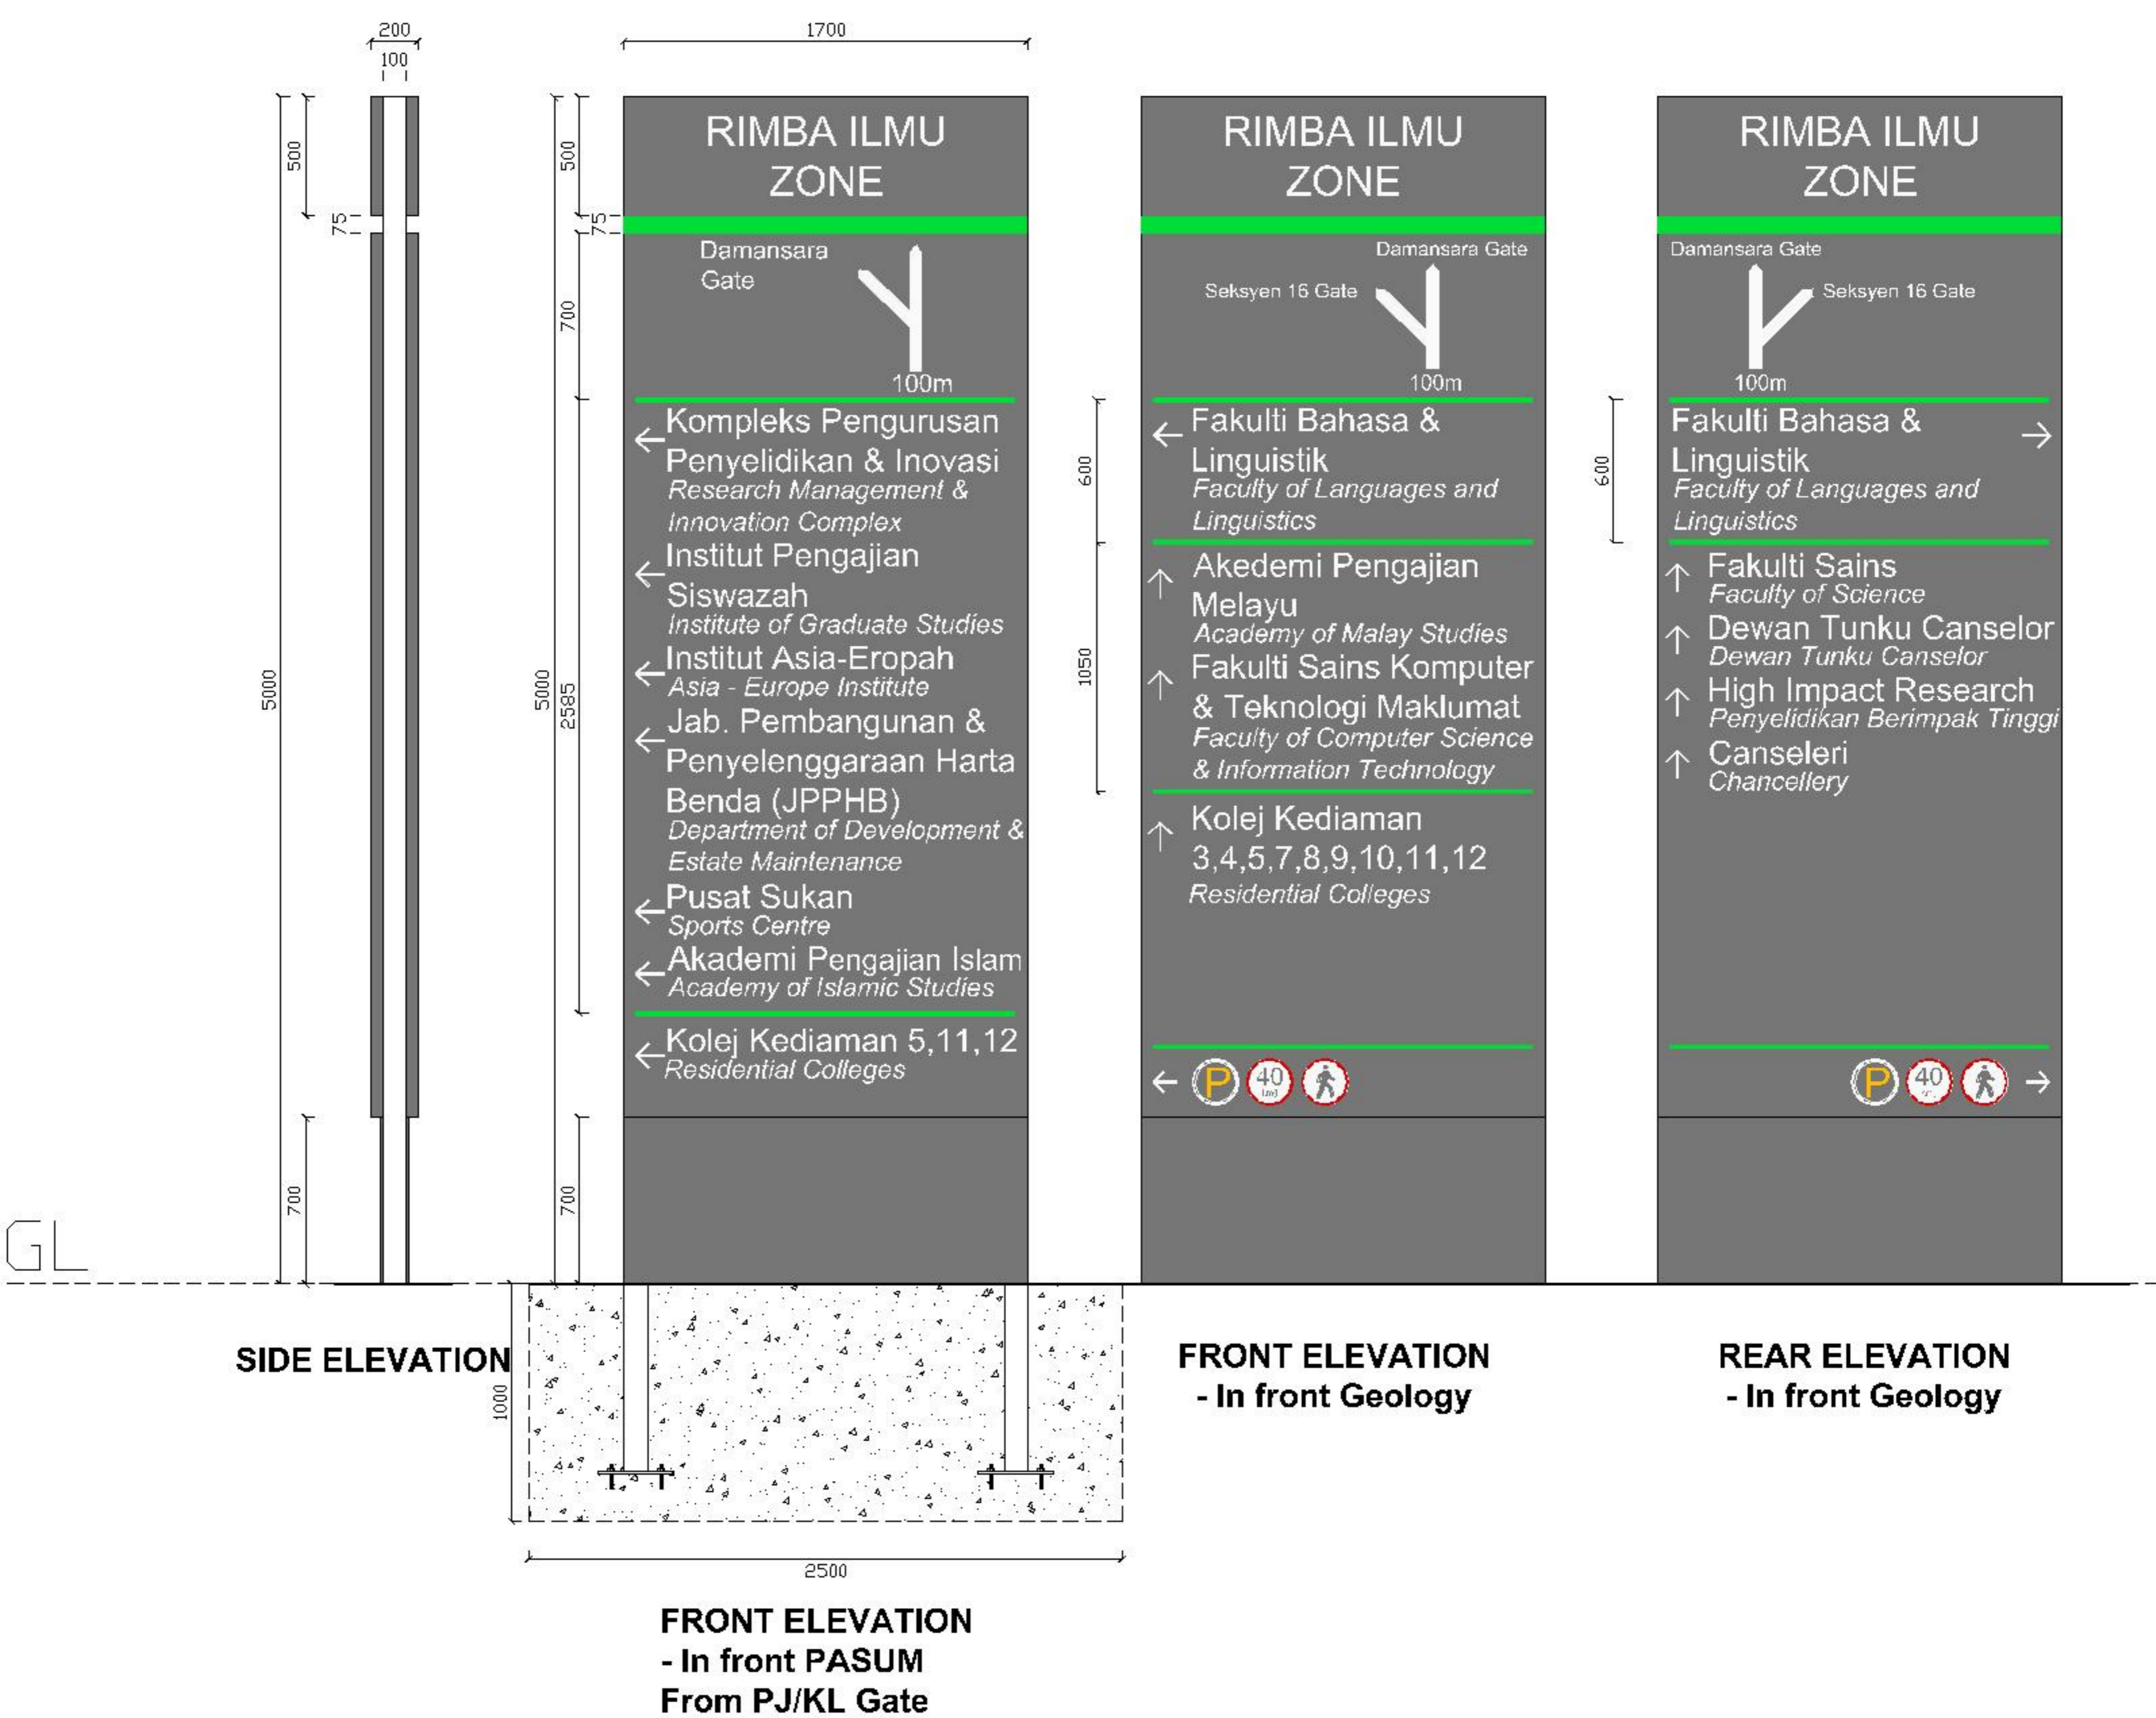 200
100
500
75
5000
700
GL
SIDE ELEVATION
1700
500
75
700
5000
2585
700
RIMBA ILMU
ZONE
Damansara
Gate
100m
Kompleks Pengurusan
Penyelidikan & Inovasi
Research Management &
Innovation Complex
Institut Pengajian
Siswazah
Institute of Graduate Studies
Institut Asia-Eropah
Asia - Europe Institute
Jab. Pembangunan &
Penyelenggaraan Harta
Benda (JPPHB)
Department of Development &
Estate Maintenance
Pusat Sukan
Sports Centre
Akademi Pengajian Islam
Academy of Islamic Studies
Kolej Kediaman 5,11,12
Residential Colleges
1000
2500
FRONT ELEVATION
- In front PASUM
From PJ/KL Gate
RIMBA ILMU
ZONE
Damansara Gate
Seksyen 16 Gate
100m
600
1050
Fakulti Bahasa &
Linguistik
Faculty of Languages and
Linguistics
Akedemi Pengajian
Melayu
Academy of Malay Studies
Fakulti Sains Komputer
& Teknologi Maklumat
Faculty of Computer Science
& Information Technology
Kolej Kediaman
3,4,5,7,8,9,10,11,12
Residential Colleges
P
40
FRONT ELEVATION
- In front Geology
RIMBA ILMU
ZONE
Damansara Gate
Seksyen 16 Gate
100m
600
Fakulti Bahasa &
Linguistik
Faculty of Languages and
Linguistics
Fakulti Sains
Faculty of Science
Dewan Tunku Canselor
Dewan Tunku Canselor
High Impact Research
Penyelidikan Berimpak Tinggi
Canseleri
Chancellery
P
40
REAR ELEVATION
- In front Geology